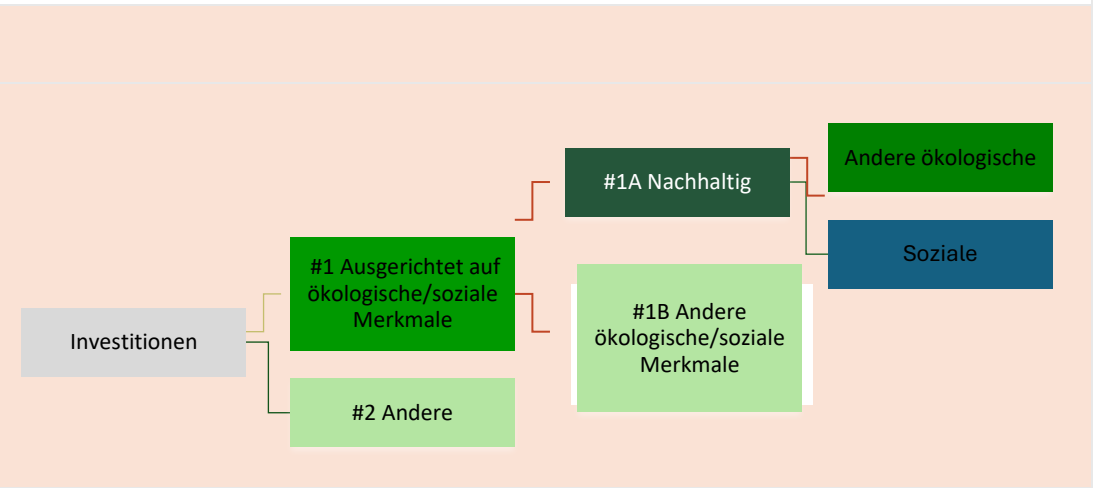 Investitionen
#1 Ausgerichtet auf
ökologische/soziale
Merkmale
#2 Andere
#1A Nachhaltig
#1B Andere
ökologische/soziale
Merkmale
Andere ökologische
Soziale